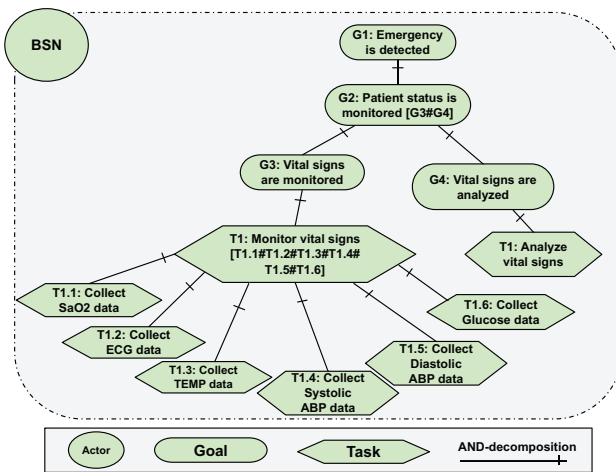 BSN
G1: Emergency
is detected
G2: Patient status is
monitored [G3#G4]
G3: Vital signs
are monitored
G4: Vital signs are
analyzed
T1: Monitor vital signs
[T1.1#T1.2#T1.3#T1.4#
T1.5#T1.6]
T1: Analyze
vital signs
T1.1: Collect
SaO2 data
T1.2: Collect
ECG data
T1.3: Collect
TEMP data
T1.4: Collect
Systolic
ABP data
T1.5: Collect
Diastolic
ABP data
T1.6: Collect
Glucose data
Actor
Goal
Task
AND-decomposition